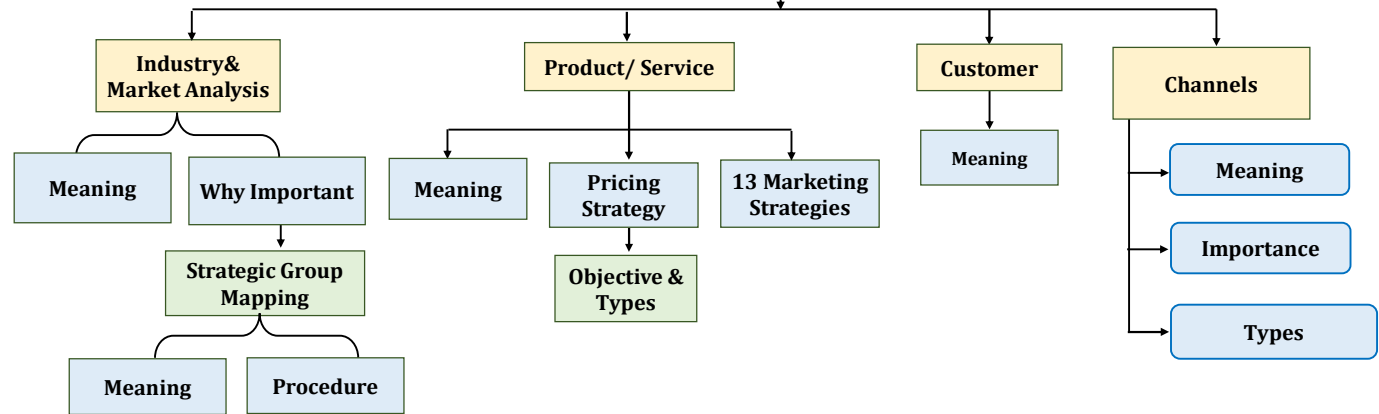 Industry&
Market Analysis
Product/ Service
Customer
Channels
Meaning
Why Important
Meaning
Pricing
Strategy
13 Marketing
Strategies
Meaning
Meaning
Importance
Types
Strategic Group
Mapping
Objective &
Types
Meaning
Procedure